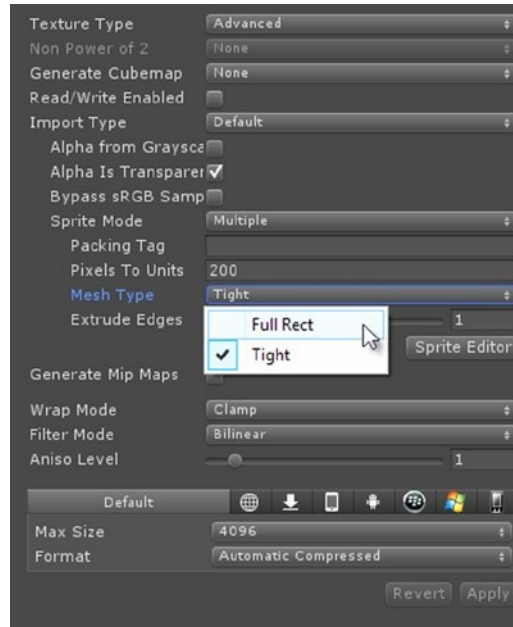 Texture Type Advanced
Non Power of 2 None
Generate Cubemap None
Read/Write Enabled
Import Type Default
Alpha from Graysca
Alpha Is Transparer
Bypass sRGB Samp
Sprite Mode Multiple
Packing Tag
Pixels To Units 200
Mesh Type Tight
Full Rect
Tight
Extrude Edges 1
Sprite Editor
Generate Mip Maps
Wrap Mode Clamp
Filter Mode Bilinear
Aniso Level 1
Default
Max Size 4096
Format Automatic Compressed
Revert Apply